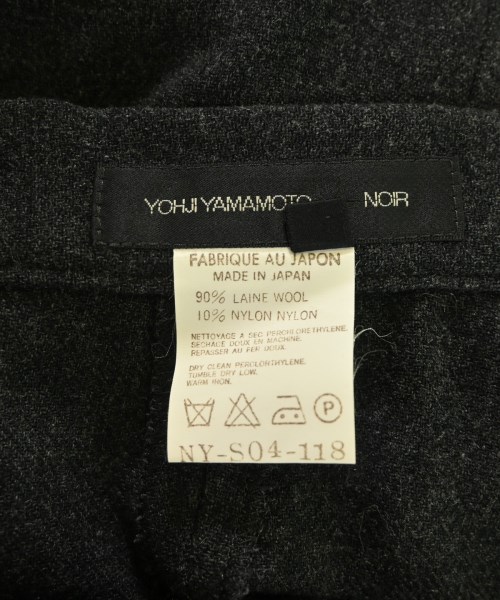 YOHJI YAMAMOTO NOIR
FABRIQUE AU JAPON
MADE IN JAPAN
90% LAINE WOOL
10% NYLON NYLON
NETTOYAGE A SEC PERCHLORETHYLENE.
SECHAGE DOUX EN MACHINE.
REPASSER AU FER DOUX.
DRY CLEAN PERCLORTHYLENE.
TUMBLE DRY LOW.
WARM IRON.
P
NY-S04-118